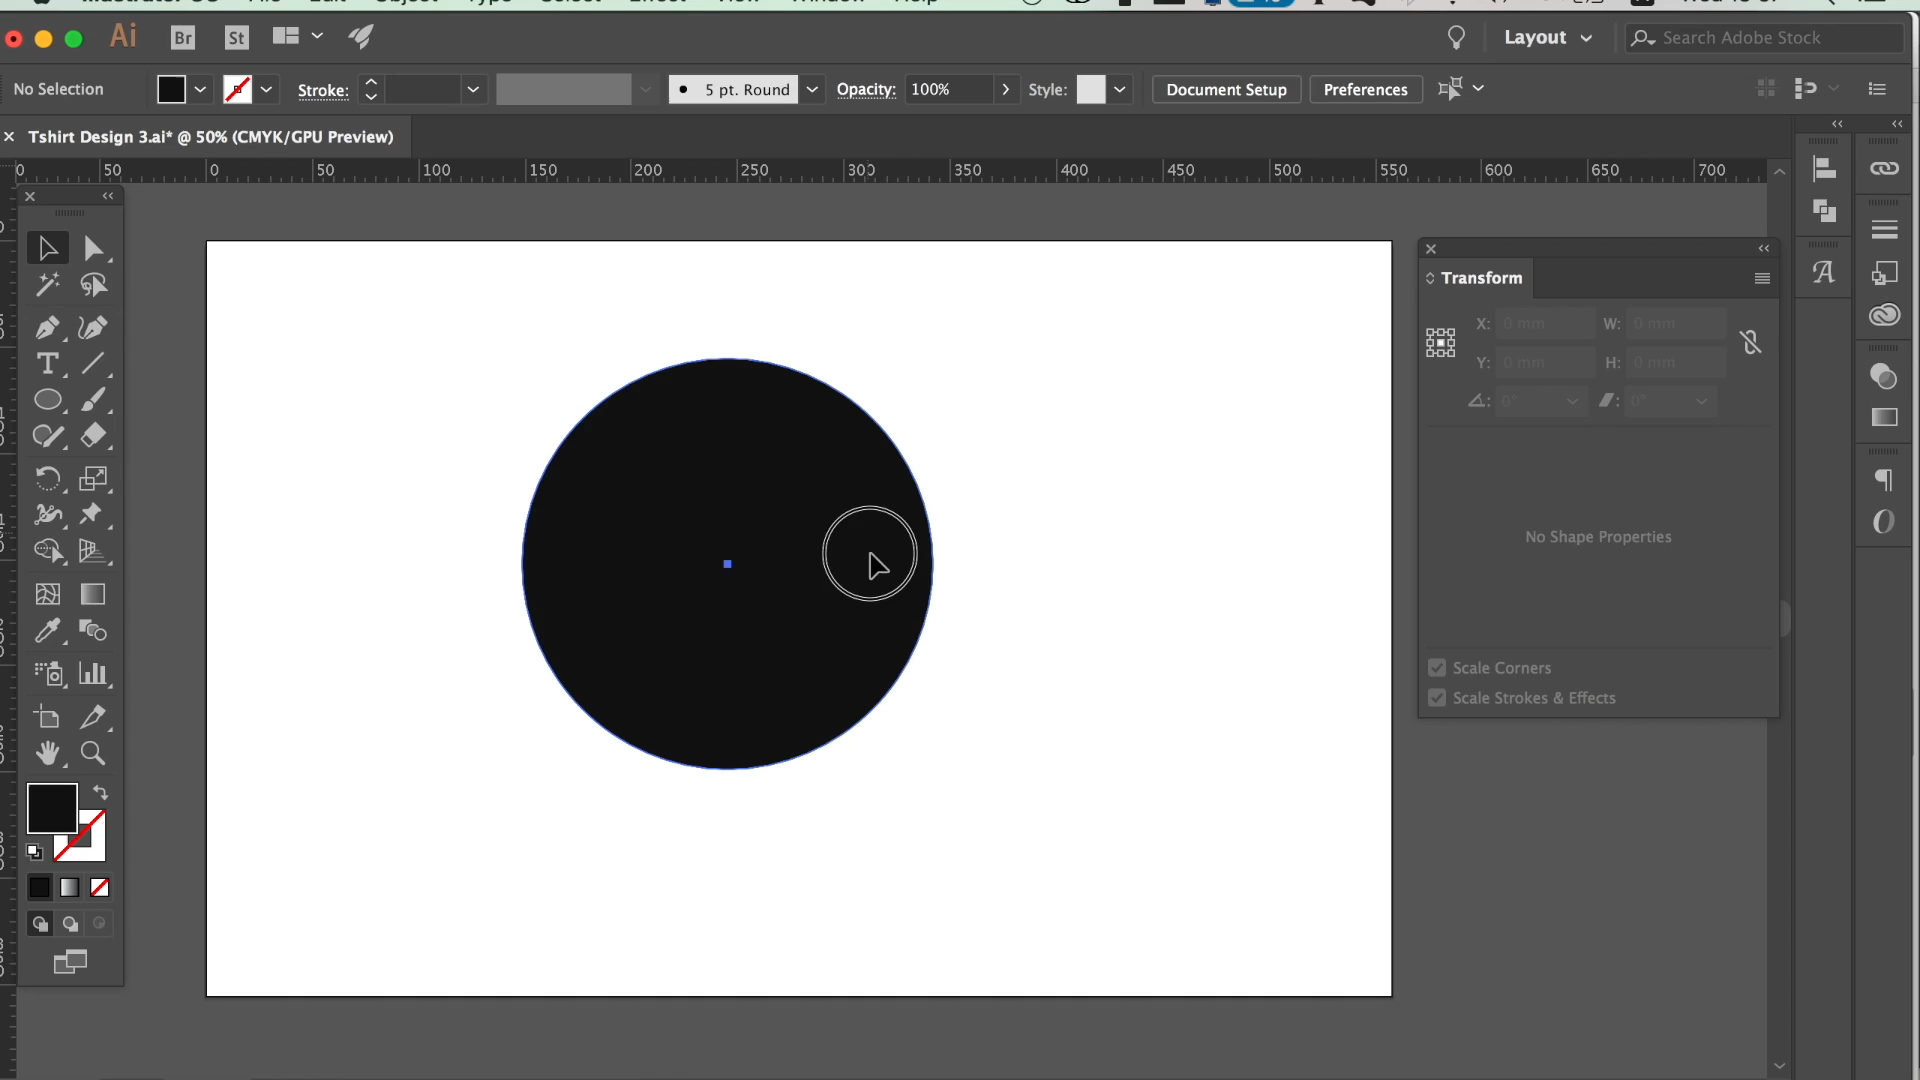 Ai Br St Layout Search Adobe Stock
No Selection Stroke: 5 pt. Round Opacity: 100% Style: Document Setup Preferences
Tshirt Design 3.ai* @ 50% (CMYK/GPU Preview)
0 50 0 50 100 150 200 250 300 350 400 450 500 550 600 650 700
Transform
X: 0 mm W: 0 mm
Y: 0 mm H: 0 mm
0° 0°
No Shape Properties
Scale Corners
Scale Strokes & Effects